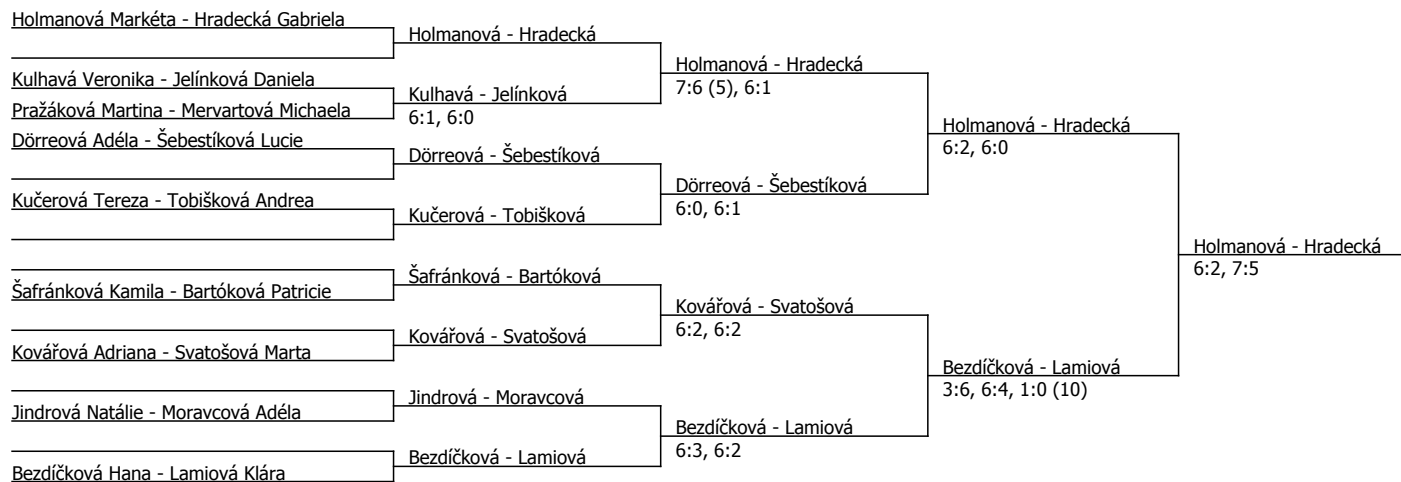 Holmanová Markéta - Hradecká Gabriela
Kulhavá Veronika - Jelínková Daniela
Pražáková Martina - Mervartová Michaela
Dörreová Adéla - Šebestíková Lucie
Kučerová Tereza - Tobišková Andrea
Šafránková Kamila - Bartóková Patricie
Kovářová Adriana - Svatošová Marta
Jindrová Natálie - Moravcová Adéla
Bezdíčková Hana - Lamiová Klára
Holmanová - Hradecká
Kulhavá - Jelínková
6:1, 6:0
Dörreová - Šebestíková
Kučerová - Tobišková
Šafránková - Bartóková
Kovářová - Svatošová
Jindrová - Moravcová
Bezdíčková - Lamiová
Holmanová - Hradecká
7:6 (5), 6:1
Dörreová - Šebestíková
6:0, 6:1
Kovářová - Svatošová
6:2, 6:2
Bezdíčková - Lamiová
6:3, 6:2
Holmanová - Hradecká
6:2, 6:0
Bezdíčková - Lamiová
3:6, 6:4, 1:0 (10)
Holmanová - Hradecká
6:2, 7:5